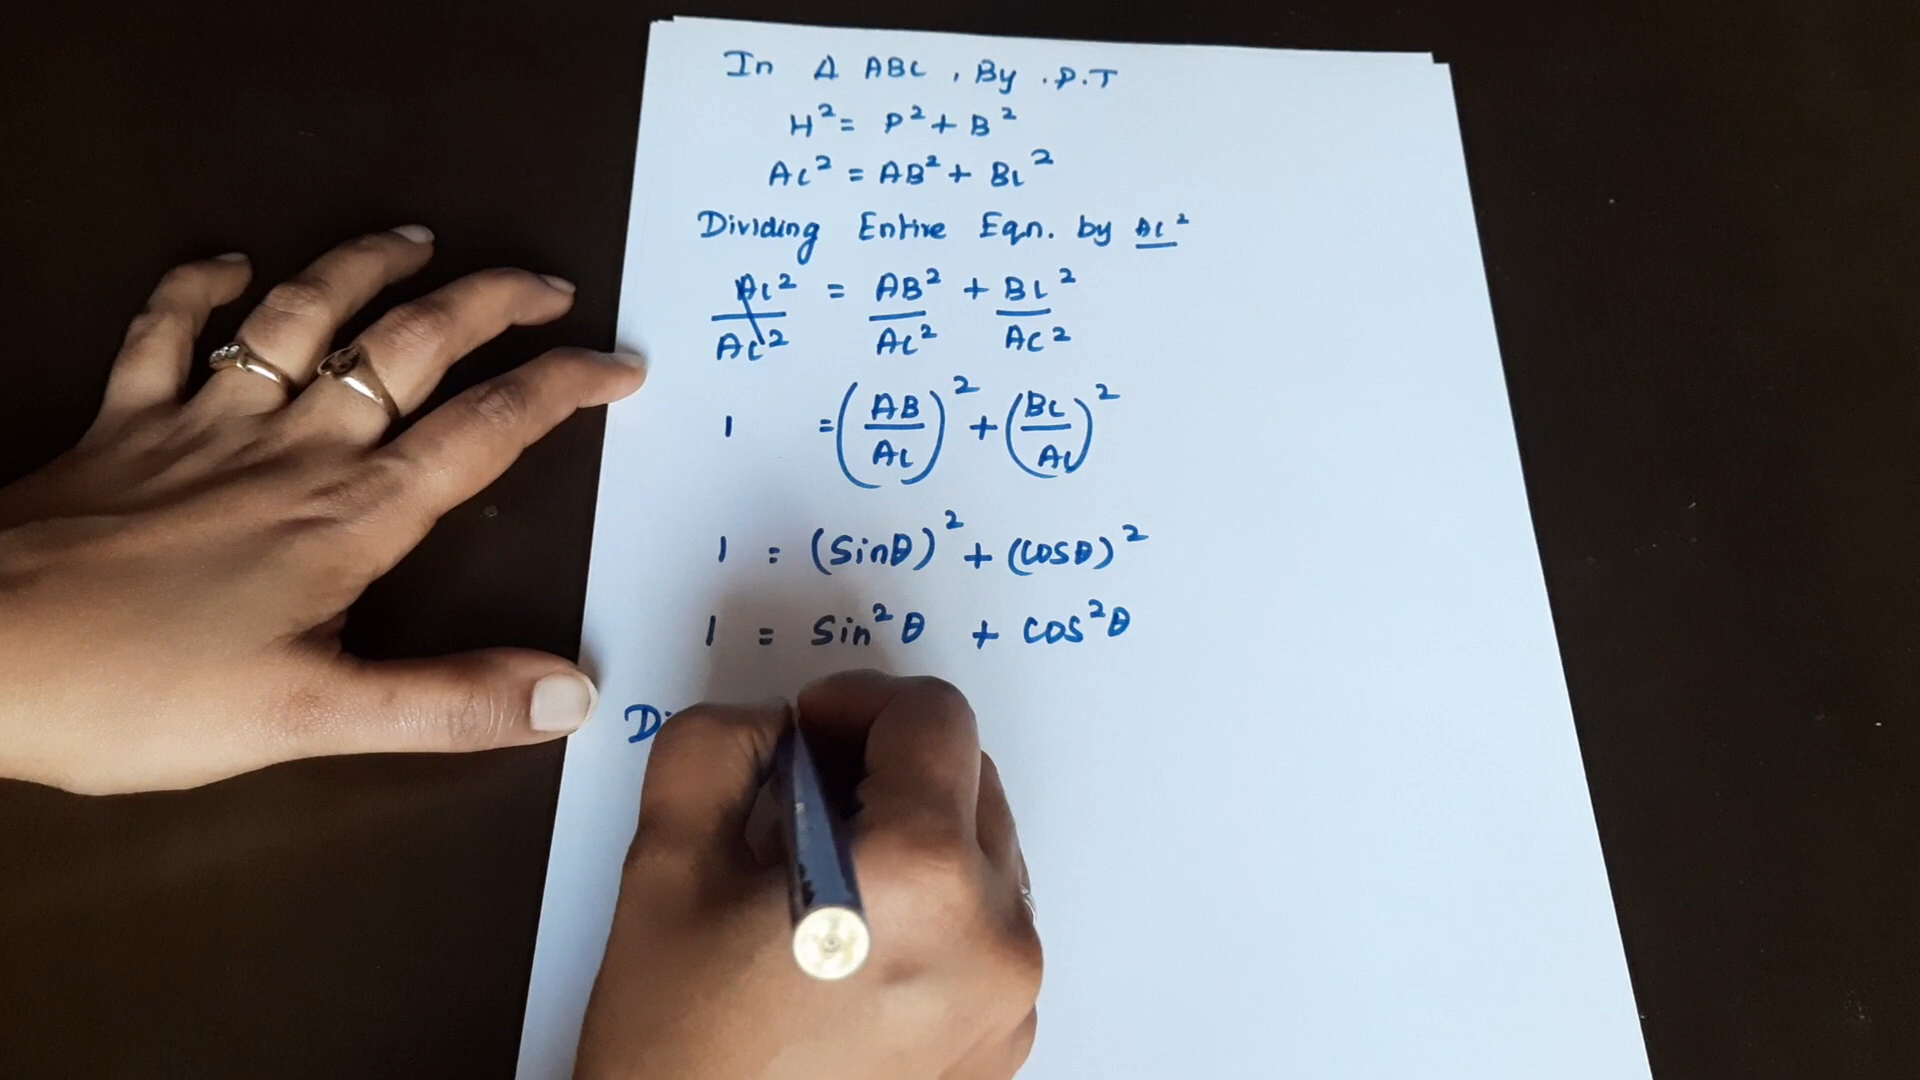 In Δ ABC, By .P.T
H² = P² + B²
AC² = AB² + BC²
Dividing Entire Eqn. by AC²
AC²/AC² = AB²/AC² + BC²/AC²
1 = (AB/AC)² + (BC/AC)²
1 = (Sinθ)² + (cosθ)²
1 = Sin²θ + cos²θ
Di